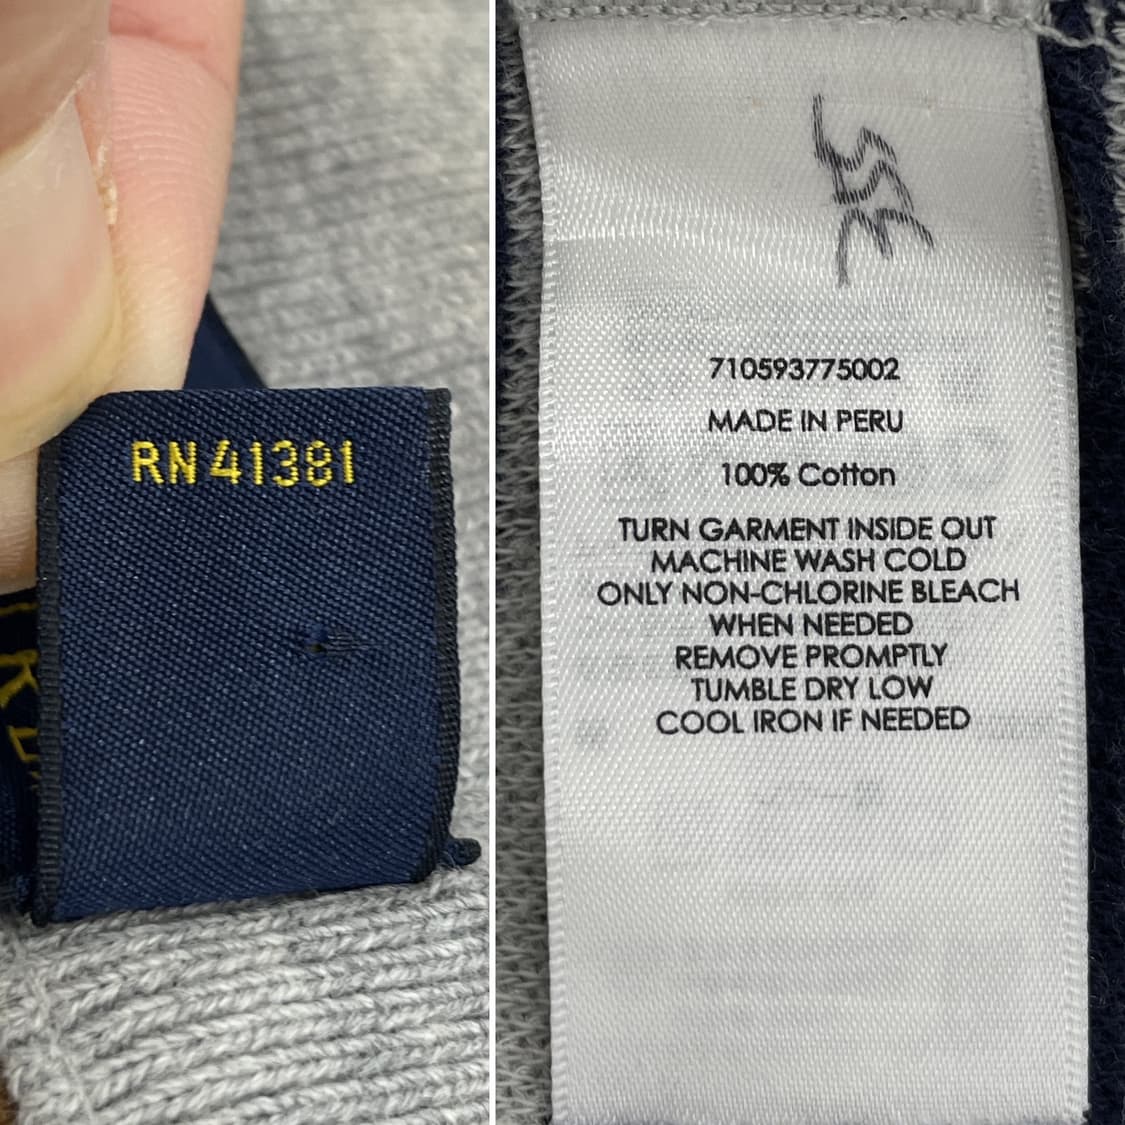 RN 41381
710593775002
MADE IN PERU
100% Cotton
TURN GARMENT INSIDE OUT
MACHINE WASH COLD
ONLY NON-CHLORINE BLEACH
WHEN NEEDED
REMOVE PROMPTLY
TUMBLE DRY LOW
COOL IRON IF NEEDED